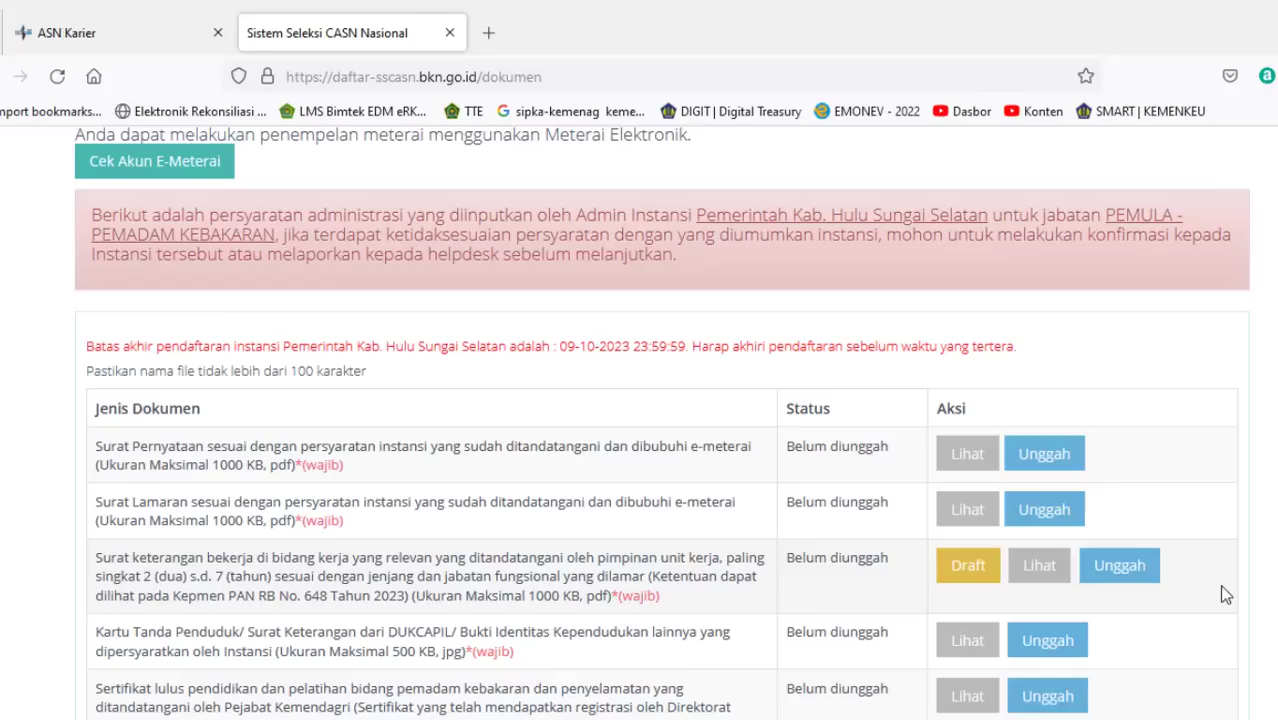 ASN Karier
Sistem Seleksi CASN Nasional
https://daftar-sscasn.bkn.go.id/dokumen
mport bookmarks...
Elektronik Rekonsiliasi ...
LMS Bimtek EDM eRK...
TTE
sipka-kemenag keme...
DIGIT | Digital Treasury
EMONEV - 2022
Dasbor
Konten
SMART | KEMENKEU
Anda dapat melakukan penempelan meterai menggunakan Meterai Elektronik.
Cek Akun E-Meterai
Berikut adalah persyaratan administrasi yang diinputkan oleh Admin Instansi Pemerintah Kab. Hulu Sungai Selatan untuk jabatan PEMULA -
PEMADAM KEBAKARAN, jika terdapat ketidaksesuaian persyaratan dengan yang diumumkan instansi, mohon untuk melakukan konfirmasi kepada
Instansi tersebut atau melaporkan kepada helpdesk sebelum melanjutkan.
Batas akhir pendaftaran instansi Pemerintah Kab. Hulu Sungai Selatan adalah : 09-10-2023 23:59:59. Harap akhiri pendaftaran sebelum waktu yang tertera.
Pastikan nama file tidak lebih dari 100 karakter
Jenis Dokumen
Status
Aksi
Surat Pernyataan sesuai dengan persyaratan instansi yang sudah ditandatangani dan dibubuhi e-meterai
(Ukuran Maksimal 1000 KB, pdf)*(wajib)
Belum diunggah
Lihat
Unggah
Surat Lamaran sesuai dengan persyaratan instansi yang sudah ditandatangani dan dibubuhi e-meterai
(Ukuran Maksimal 1000 KB, pdf)*(wajib)
Belum diunggah
Lihat
Unggah
Surat keterangan bekerja di bidang kerja yang relevan yang ditandatangani oleh pimpinan unit kerja, paling
singkat 2 (dua) s.d. 7 (tahun) sesuai dengan jenjang dan jabatan fungsional yang dilamar (Ketentuan dapat
dilihat pada Kepmen PAN RB No. 648 Tahun 2023) (Ukuran Maksimal 1000 KB, pdf)*(wajib)
Belum diunggah
Draft
Lihat
Unggah
Kartu Tanda Penduduk/ Surat Keterangan dari DUKCAPIL/ Bukti Identitas Kependudukan lainnya yang
dipersyaratkan oleh Instansi (Ukuran Maksimal 500 KB, jpg)*(wajib)
Belum diunggah
Lihat
Unggah
Sertifikat lulus pendidikan dan pelatihan bidang pemadam kebakaran dan penyelamatan yang
ditandatangani oleh Pejabat Kemendagri/Sertifikat yang telah mendapatkan registrasi oleh Direktorat
Belum diunggah
Lihat
Unggah